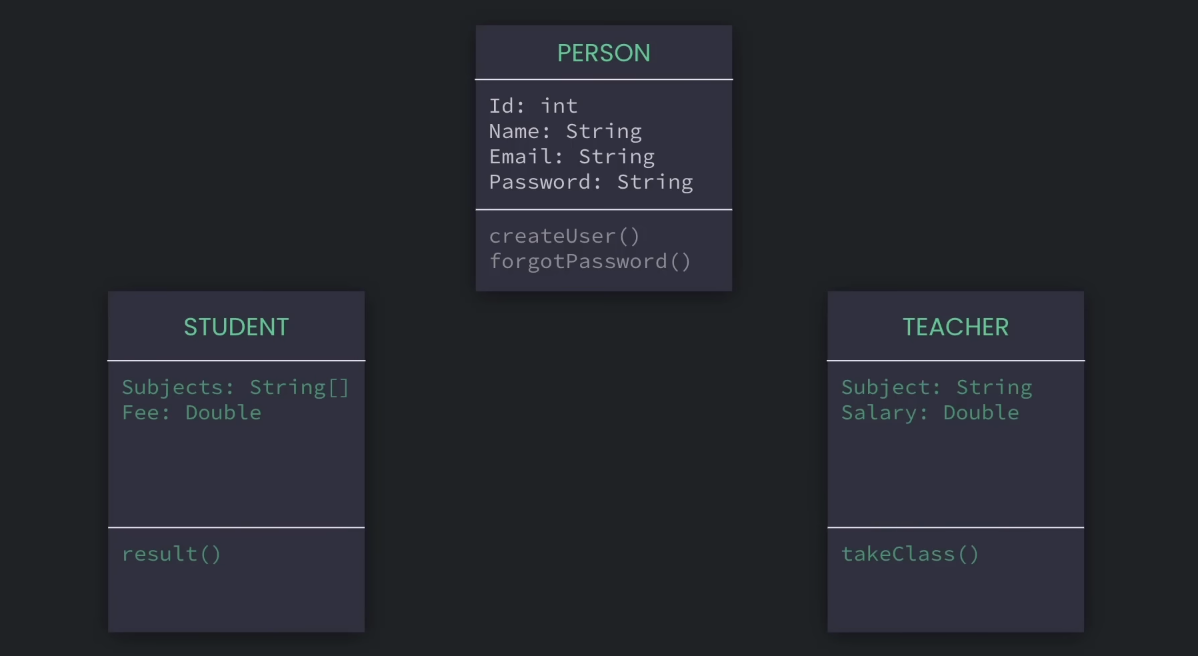 PERSON
Id: int
Name: String
Email: String
Password: String
createUser()
forgotPassword()
STUDENT
Subjects: String[]
Fee: Double
result()
TEACHER
Subject: String
Salary: Double
takeClass()